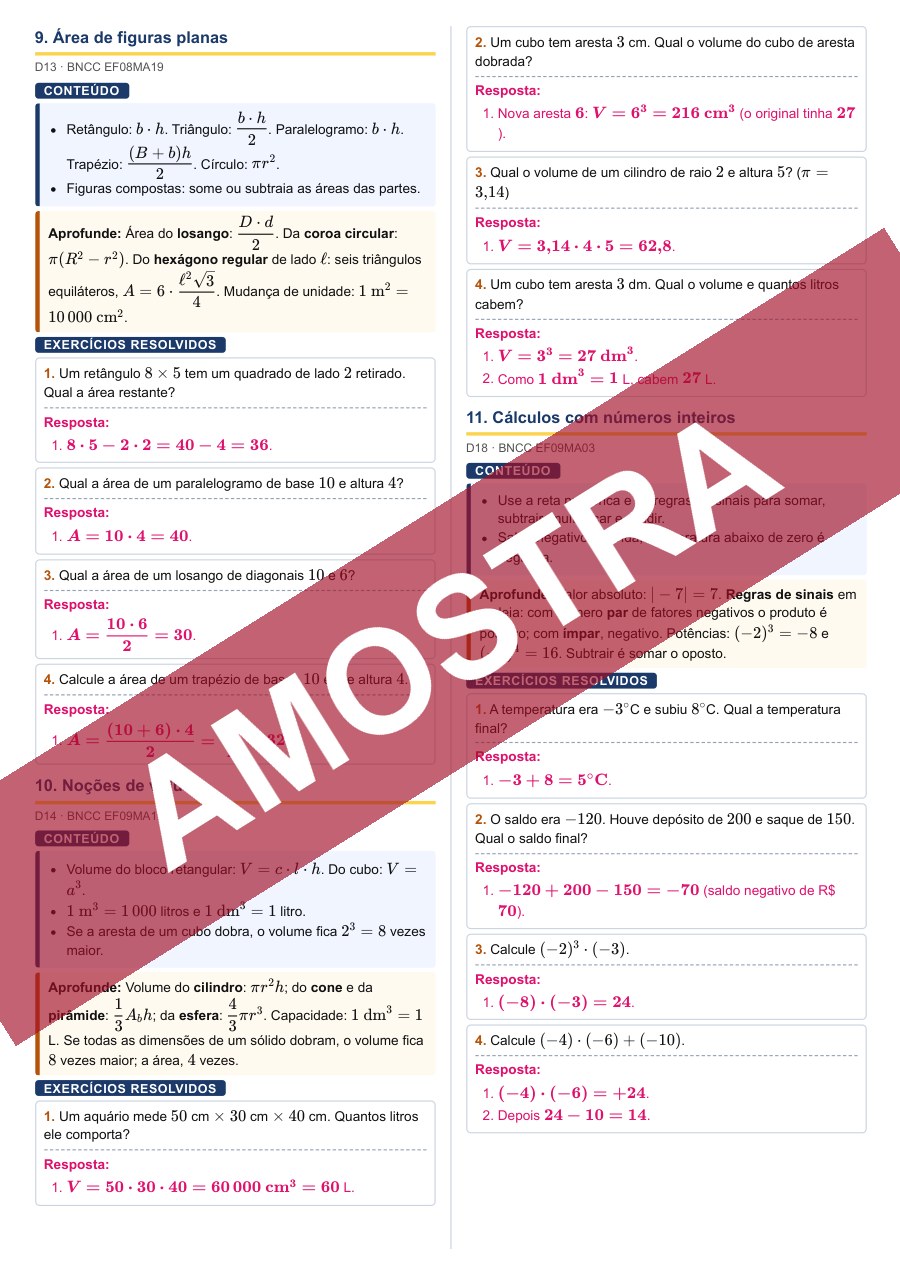 9. Área de figuras planas
D13 · BNCC EF08MA19
CONTEÚDO
• Retângulo: b · h. Triângulo: b · h / 2. Paralelogramo: b · h.
Trapézio: (B + b)h / 2. Círculo: πr².
• Figuras compostas: some ou subtraia as áreas das partes.
Aprofunde: Área do losango: D · d / 2. Da coroa circular:
π(R² − r²). Do hexágono regular de lado ℓ: seis triângulos
equiláteros, A = 6 · ℓ²√3 / 4. Mudança de unidade: 1 m² =
10 000 cm².
EXERCÍCIOS RESOLVIDOS
1. Um retângulo 8 × 5 tem um quadrado de lado 2 retirado.
Qual a área restante?
Resposta:
1. 8 · 5 − 2 · 2 = 40 − 4 = 36.
2. Qual a área de um paralelogramo de base 10 e altura 4?
Resposta:
1. A = 10 · 4 = 40.
3. Qual a área de um losango de diagonais 10 e 6?
Resposta:
1. A = 10 · 6 / 2 = 30.
4. Calcule a área de um trapézio de 10 e altura 4.
Resposta:
1. A = (10 + 6) · 4 / 2 = 32
10. Noções de
D14 · BNCC
CONTEÚDO
• Volume do bloco retangular: V = c · l · h. Do cubo: V =
a³.
• 1 m³ = 1 000 litros e 1 dm³ = 1 litro.
• Se a aresta de um cubo dobra, o volume fica 2³ = 8 vezes
maior.
Aprofunde: Volume do cilindro: πr²h; do cone e da
pirâmide: 1/3 A_b h; da esfera: 4/3 πr³. Capacidade: 1 dm³ = 1
L. Se todas as dimensões de um sólido dobram, o volume fica
8 vezes maior; a área, 4 vezes.
EXERCÍCIOS RESOLVIDOS
1. Um aquário mede 50 cm × 30 cm × 40 cm. Quantos litros
ele comporta?
Resposta:
1. V = 50 · 30 · 40 = 60 000 cm³ = 60 L.
2. Um cubo tem aresta 3 cm. Qual o volume do cubo de aresta
dobrada?
Resposta:
1. Nova aresta 6: V = 6³ = 216 cm³ (o original tinha 27
).
3. Qual o volume de um cilindro de raio 2 e altura 5? (π =
3,14)
Resposta:
1. V = 3,14 · 4 · 5 = 62,8.
4. Um cubo tem aresta 3 dm. Qual o volume e quantos litros
cabem?
Resposta:
1. V = 3³ = 27 dm³.
2. Como 1 dm³ = 1 L, cabem 27 L.
11. Cálculos com números inteiros
D18 · BNCC EF09MA03
CONTEÚDO
• Use a reta e regras sinais para somar,
• negativo abaixo de zero é
Aprofunde: Valor absoluto: | − 7| = 7. Regras de sinais em
com número par de fatores negativos o produto é
com ímpar, negativo. Potências: (−2)³ = −8 e
= 16. Subtrair é somar o oposto.
EXERCÍCIOS RESOLVIDOS
1. A temperatura era −3°C e subiu 8°C. Qual a temperatura
final?
Resposta:
1. −3 + 8 = 5°C.
2. O saldo era −120. Houve depósito de 200 e saque de 150.
Qual o saldo final?
Resposta:
1. −120 + 200 − 150 = −70 (saldo negativo de R$
70).
3. Calcule (−2)³ · (−3).
Resposta:
1. (−8) · (−3) = 24.
4. Calcule (−4) · (−6) + (−10).
Resposta:
1. (−4) · (−6) = +24.
2. Depois 24 − 10 = 14.
AMOSTRA